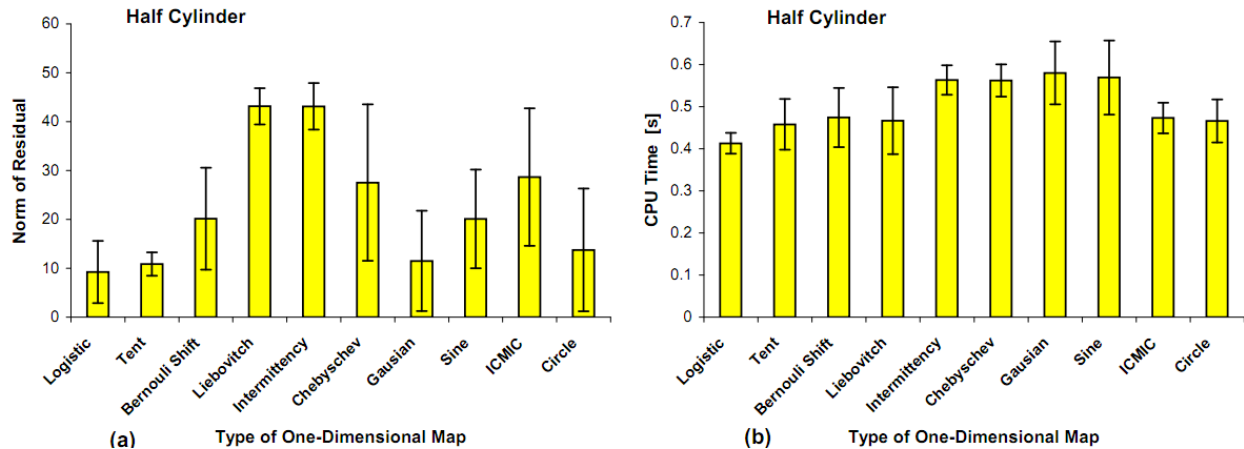 Half Cylinder
Norm of Residual
60
50
40
30
20
10
0
Logistic
Tent
Bernouli Shift
Liebovitch
Intermittency
Chebyschev
Gausian
Sine
ICMIC
Circle
(a) Type of One-Dimensional Map
Half Cylinder
CPU Time [s]
0.7
0.6
0.5
0.4
0.3
0.2
0.1
0
Logistic
Tent
Bernouli Shift
Liebovitch
Intermittency
Chebyschev
Gausian
Sine
ICMIC
Circle
(b) Type of One-Dimensional Map